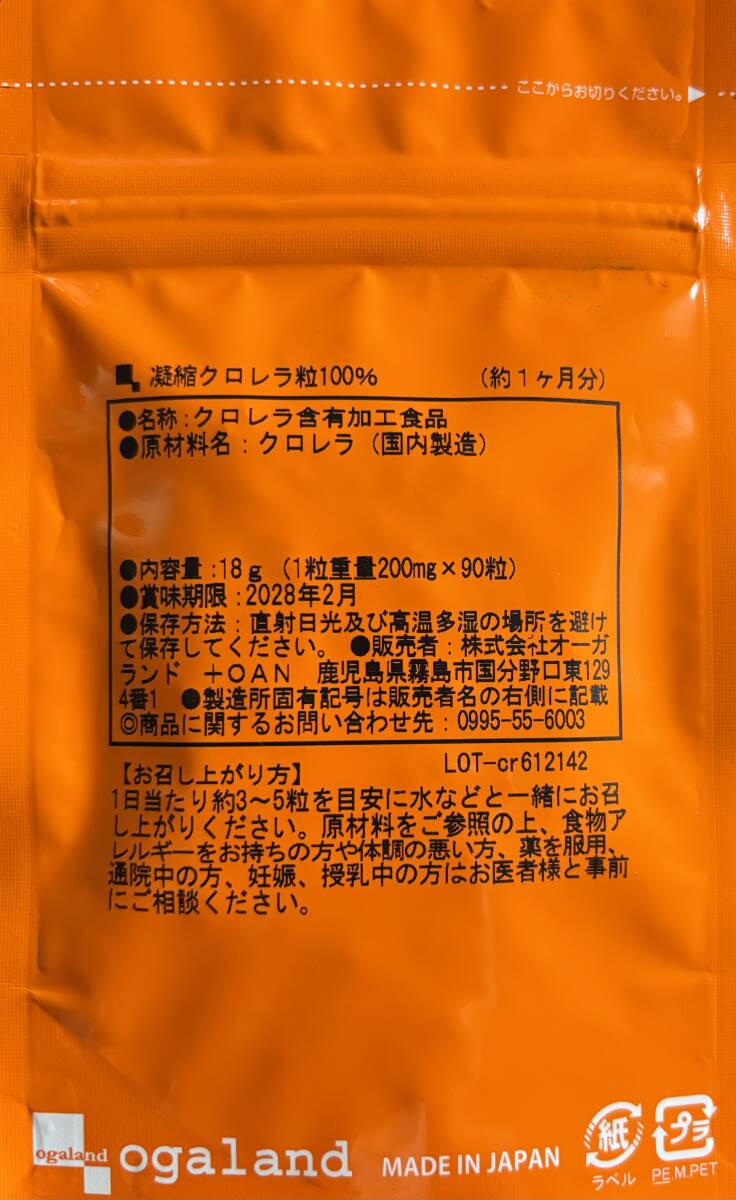 ここからお切りください。
凝縮クロレラ粒100% (約1ヶ月分)
●名称:クロレラ含有加工食品
●原材料名:クロレラ(国内製造)
●内容量:18g(1粒重量200mg×90粒)
●賞味期限:2028年2月
●保存方法:直射日光及び高温多湿の場所を避け
て保存してください。 ●販売者:株式会社オーガ
ランド +OAN 鹿児島県霧島市国分野口東129
4番1 ●製造所固有記号は販売者名の右側に記載
◎商品に関するお問い合わせ先:0995-55-6003
LOT-cr612142
【お召し上がり方】
1日当たり約3~5粒を目安に水などと一緒にお召
し上がりください。原材料をご参照の上、食物ア
レルギーをお持ちの方や体調の悪い方、薬を服用、
通院中の方、妊娠、授乳中の方はお医者様と事前
にご相談ください。
ogaland ogaland MADE IN JAPAN
紙 プラ
ラベル PE.M.PET